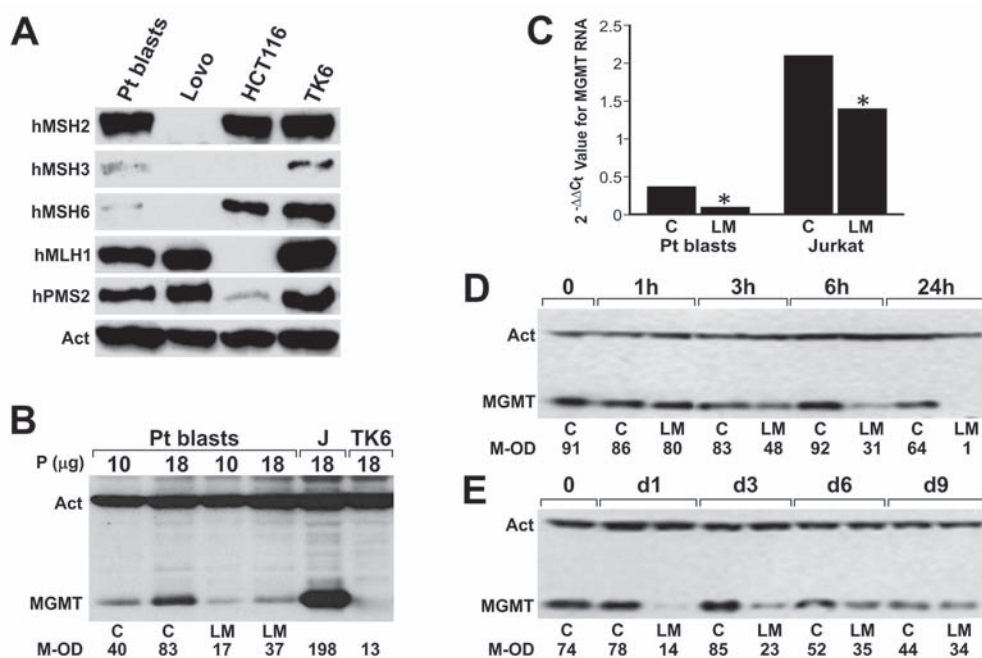 A
Pt blasts Lovo HCT116 TK6
hMSH2
hMSH3
hMSH6
hMLH1
hPMS2
Act
B
Pt blasts J TK6
P (µg) 10 18 10 18 18 18
Act
MGMT
C C LM LM
M-OD 40 83 17 37 198 13
C
2 -ΔΔCt Value for MGMT RNA
2.5
2
1.5
1
0.5
0
* *
C LM C LM
Pt blasts Jurkat
D
0 1h 3h 6h 24h
Act
MGMT
C C LM C LM C LM C LM
M-OD 91 86 80 83 48 92 31 64 1
E
0 d1 d3 d6 d9
Act
MGMT
C C LM C LM C LM C LM
M-OD 74 78 14 85 23 52 35 44 34